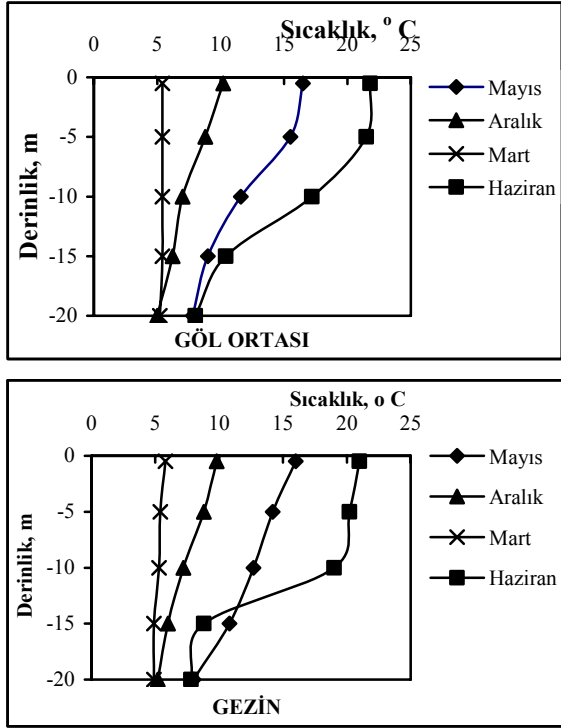 Sıcaklık, o C
0 5 10 15 20 25
0
-5
-10
-15
-20
Derinlik, m
Mayıs
Aralık
Mart
Haziran
GÖL ORTASI
Sıcaklık, o C
0 5 10 15 20 25
0
-5
-10
-15
-20
Derinlik, m
Mayıs
Aralık
Mart
Haziran
GEZİN